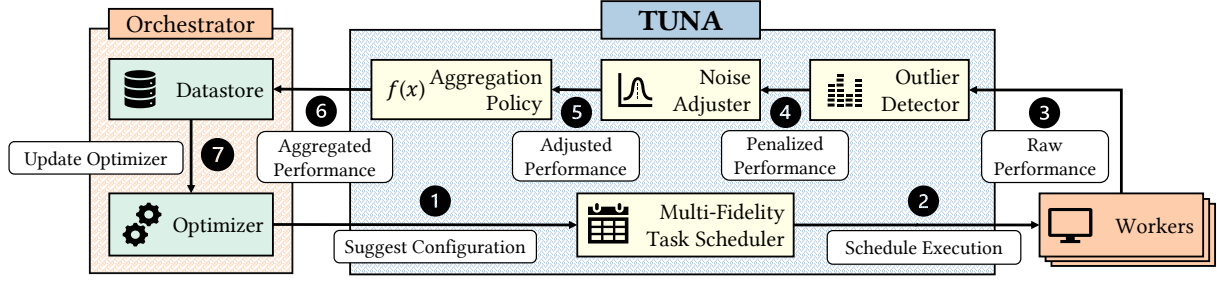 Orchestrator
TUNA
Datastore
f(x) Aggregation
Policy
Noise
Adjuster
Outlier
Detector
6
5
4
3
Update Optimizer
7
Aggregated
Performance
Adjusted
Performance
Penalized
Performance
Raw
Performance
1
2
Optimizer
Suggest Configuration
Multi-Fidelity
Task Scheduler
Schedule Execution
Workers